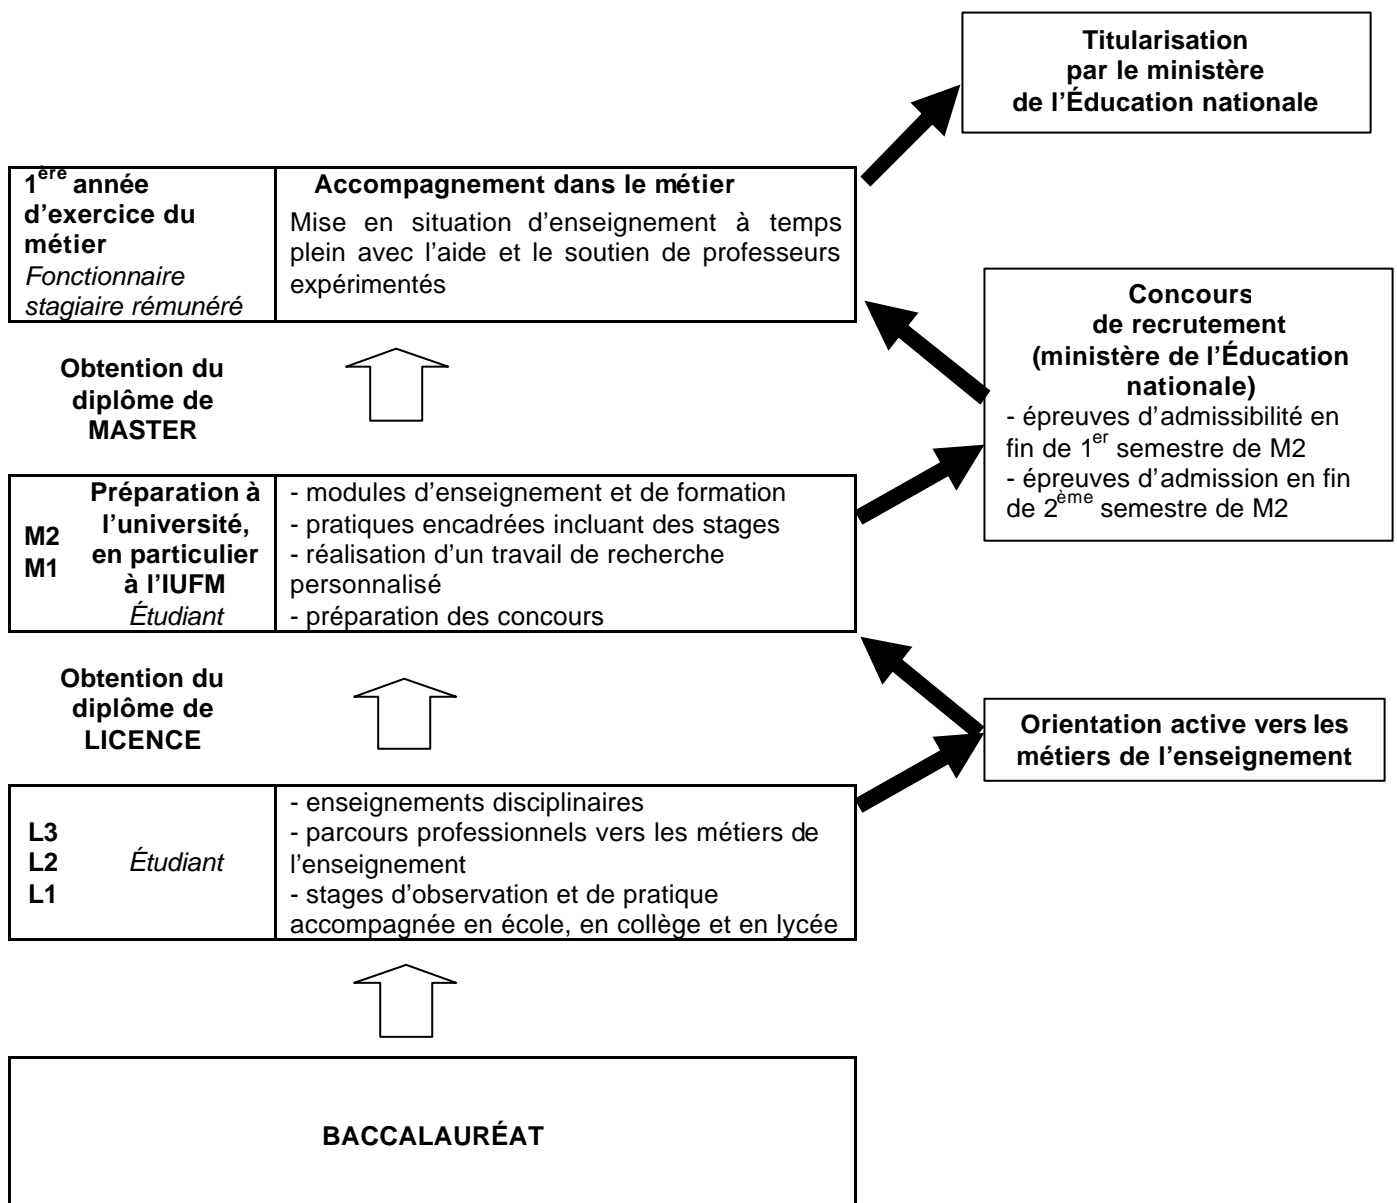 Titularisation
par le ministère
de l'Éducation nationale
1ère année
d'exercice du
métier
Fonctionnaire
stagiaire rémunéré
Accompagnement dans le métier
Mise en situation d'enseignement à temps
plein avec l'aide et le soutien de professeurs
expérimentés
Concours
de recrutement
(ministère de l'Éducation
nationale)
- épreuves d'admissibilité en
fin de 1er semestre de M2
- épreuves d'admission en fin
de 2ème semestre de M2
Obtention du
diplôme de
MASTER
M2
M1
Préparation à
l'université,
en particulier
à l'IUFM
Étudiant
- modules d'enseignement et de formation
- pratiques encadrées incluant des stages
- réalisation d'un travail de recherche
personnalisé
- préparation des concours
Obtention du
diplôme de
LICENCE
Orientation active vers les
métiers de l'enseignement
L3
L2
L1
Étudiant
- enseignements disciplinaires
- parcours professionnels vers les métiers de
l'enseignement
- stages d'observation et de pratique
accompagnée en école, en collège et en lycée
BACCALAURÉAT